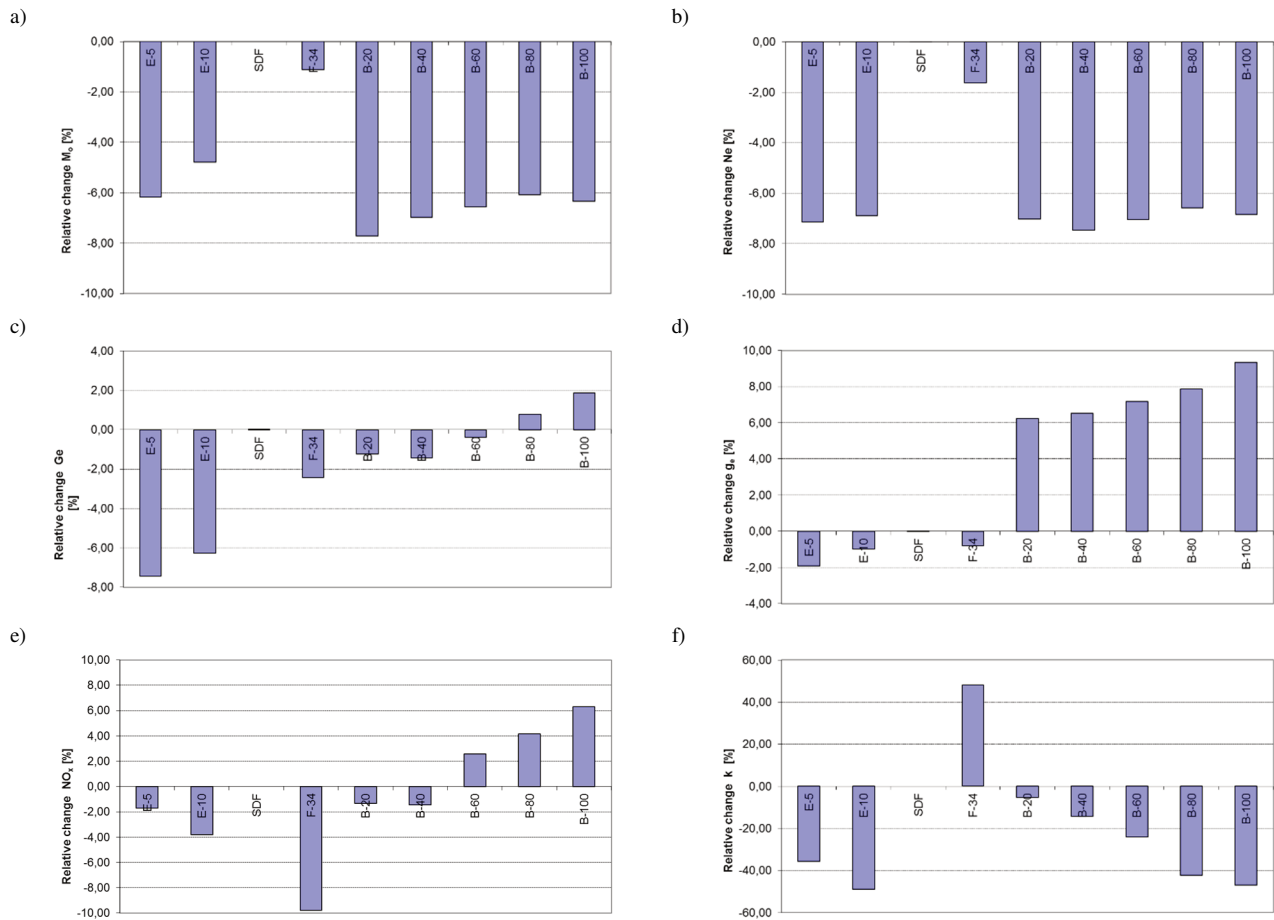 a)
Relative change Mₒ [%]
0,00
-2,00
-4,00
-6,00
-8,00
-10,00
E-5
E-10
SDF
F-34
B-20
B-40
B-60
B-80
B-100
b)
Relative change Ne [%]
0,00
-2,00
-4,00
-6,00
-8,00
-10,00
E-5
E-10
SDF
F-34
B-20
B-40
B-60
B-80
B-100
c)
Relative change Ge
[%]
4,00
2,00
0,00
-2,00
-4,00
-6,00
-8,00
E-5
E-10
SDF
F-34
B-20
B-40
B-60
B-80
B-100
d)
Relative change gₑ [%]
10,00
8,00
6,00
4,00
2,00
0,00
-2,00
-4,00
E-5
E-10
SDF
F-34
B-20
B-40
B-60
B-80
B-100
e)
Relative change NOₓ [%]
10,00
8,00
6,00
4,00
2,00
0,00
-2,00
-4,00
-6,00
-8,00
-10,00
E-5
E-10
SDF
F-34
B-20
B-40
B-60
B-80
B-100
f)
Relative change k [%]
60,00
40,00
20,00
0,00
-20,00
-40,00
-60,00
E-5
E-10
SDF
F-34
B-20
B-40
B-60
B-80
B-100